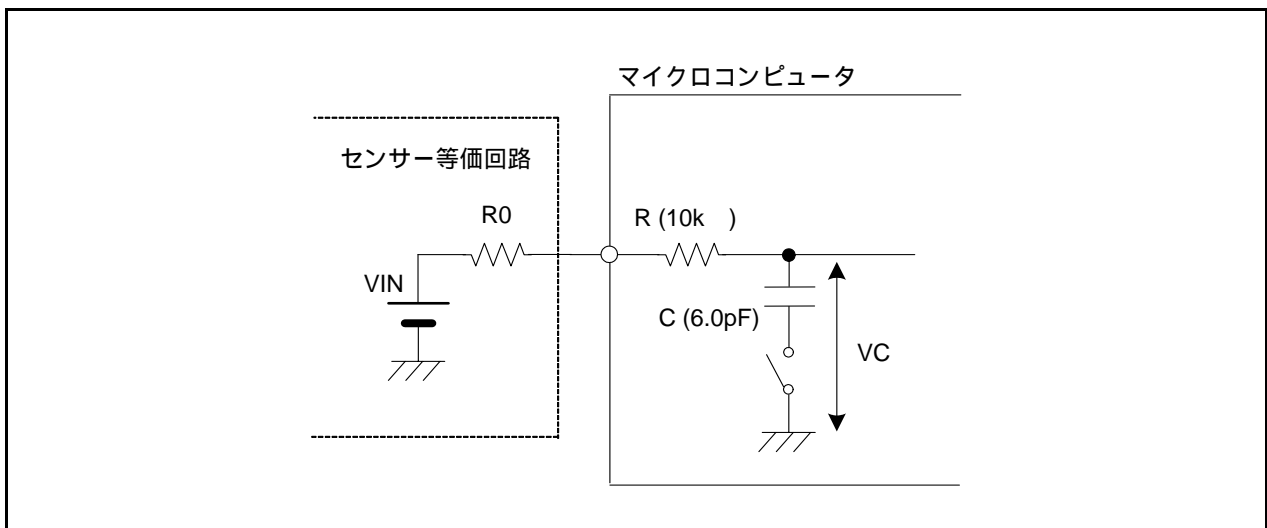 マイクロコンピュータ
センサー等価回路
R0
R (10k )
VIN
C (6.0pF)
VC